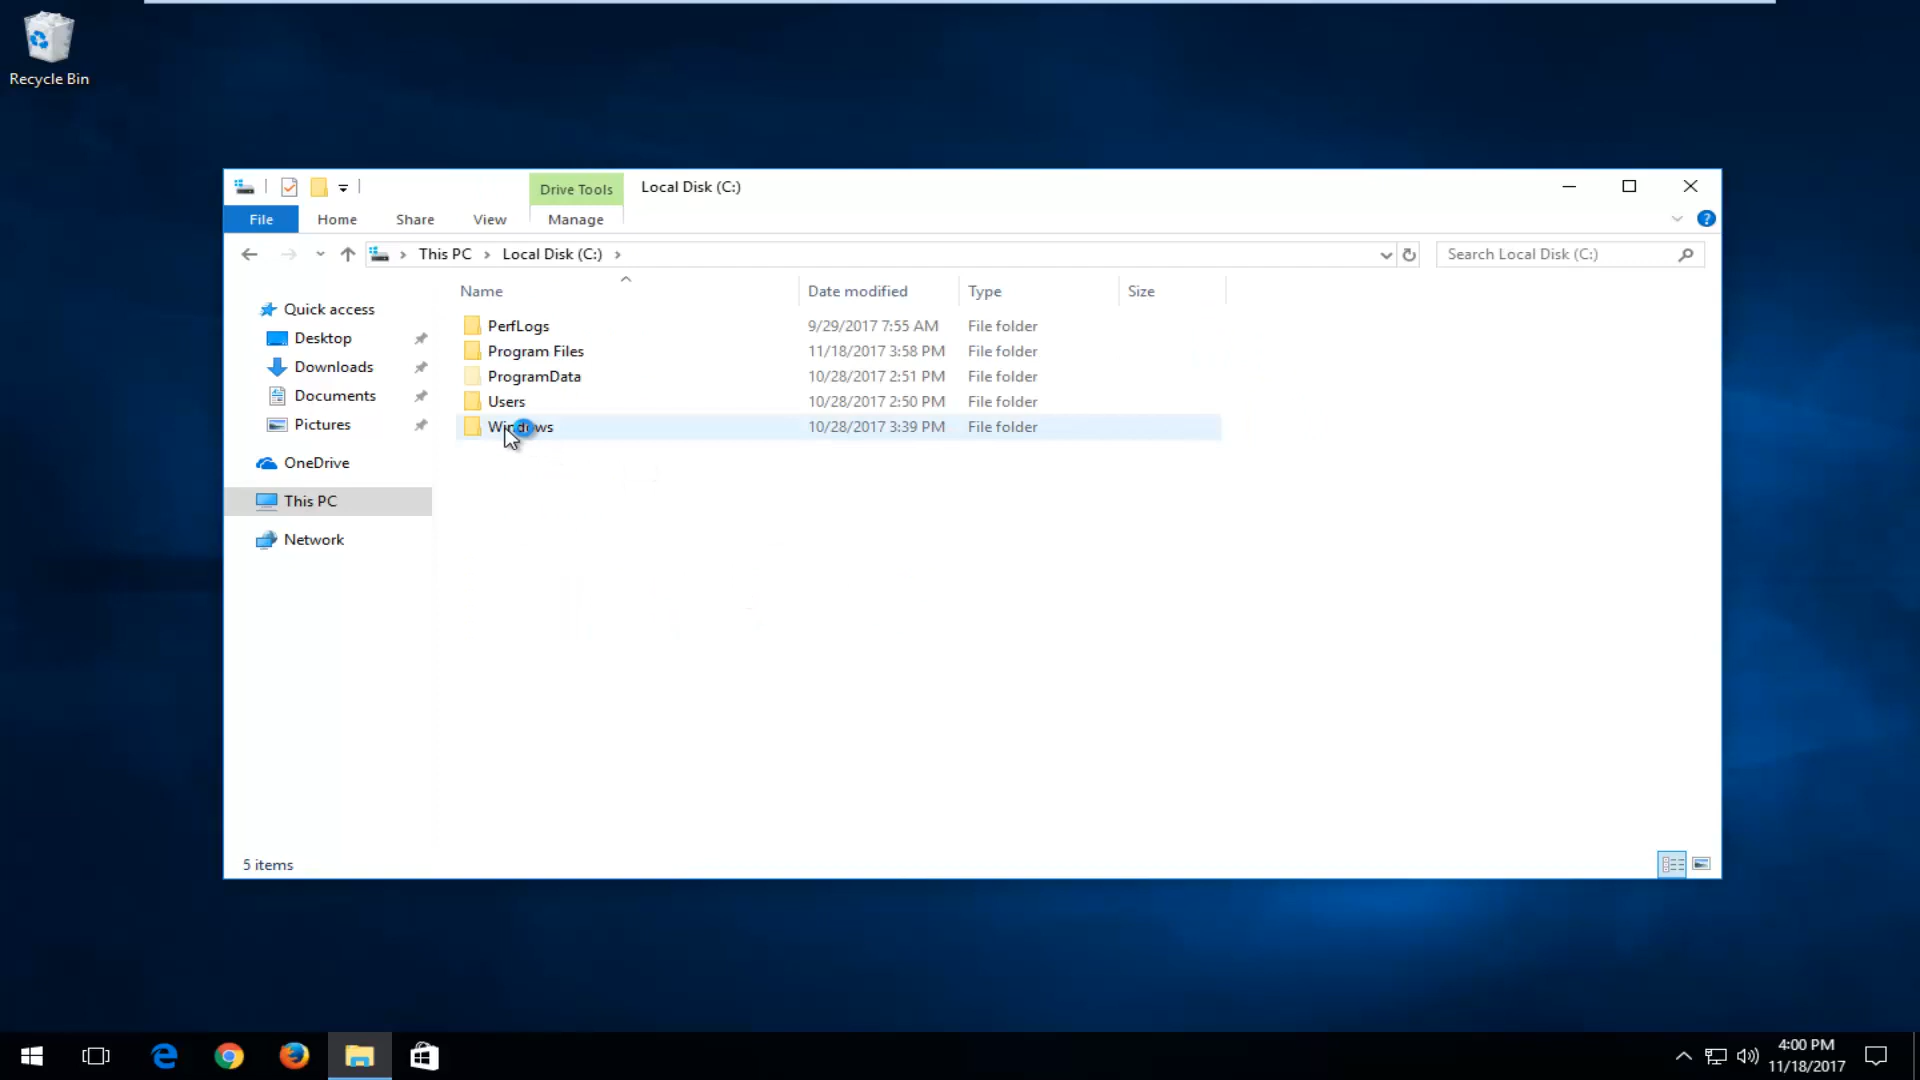 Recycle Bin
Drive Tools
Local Disk (C:)
File
Home
Share
View
Manage
This PC
Local Disk (C:)
Search Local Disk (C:)
Name
Date modified
Type
Size
Quick access
Desktop
Downloads
Documents
Pictures
OneDrive
This PC
Network
PerfLogs 9/29/2017 7:55 AM File folder
Program Files 11/18/2017 3:58 PM File folder
ProgramData 10/28/2017 2:51 PM File folder
Users 10/28/2017 2:50 PM File folder
Windows 10/28/2017 3:39 PM File folder
5 items
4:00 PM
11/18/2017